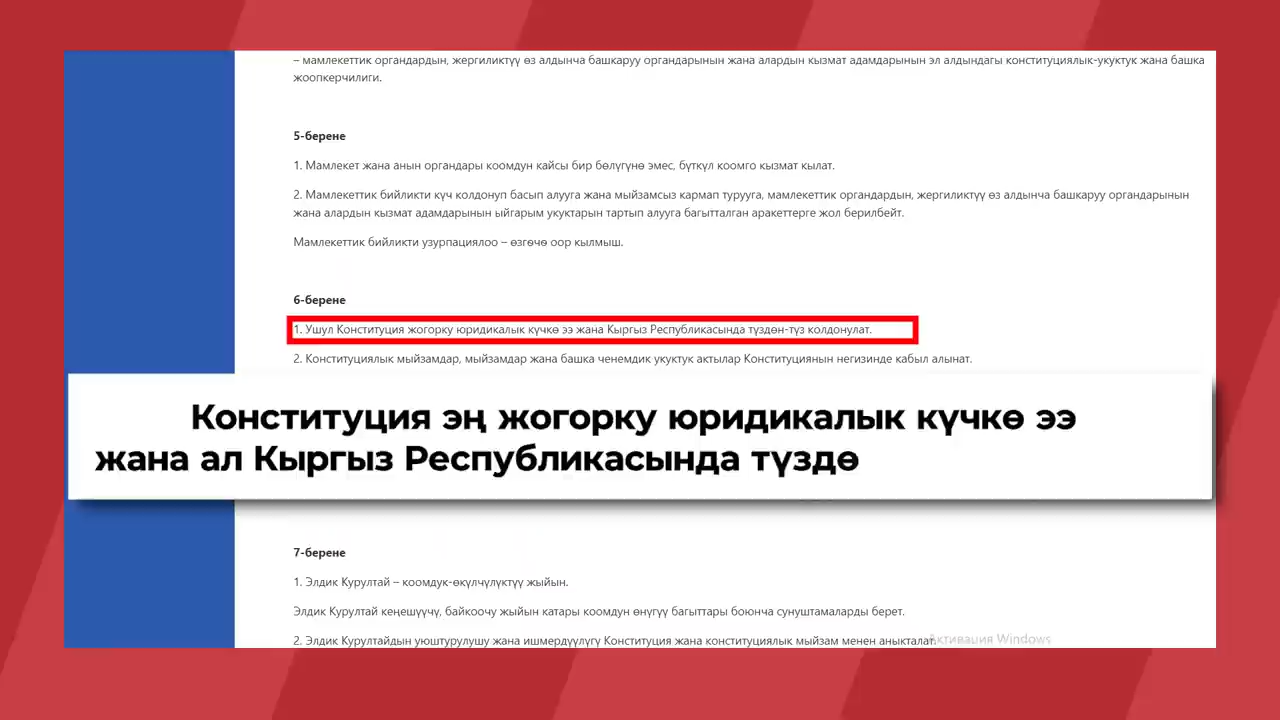 – мамлекеттик органдардын, жергиликтүү өз алдынча башкаруу органдарынын жана алардын кызмат адамдарынын эл алдындагы конституциялык-укуктук жана башка
жоопкерчилиги.
5-берене
1. Мамлекет жана анын органдары коомдун кайсы бир бөлүгүнө эмес, бүткүл коомго кызмат кылат.
2. Мамлекеттик бийликти күч колдонуп басып алууга жана мыйзамсыз кармап турууга, мамлекеттик органдардын, жергиликтүү өз алдынча башкаруу органдарынын
жана алардын кызмат адамдарынын ыйгарым укуктарын тартып алууга багытталган аракеттерге жол берилбейт.
Мамлекеттик бийликти узурпациялоо – өзгөчө оор кылмыш.
6-берене
1. Ушул Конституция жогорку юридикалык күчкө ээ жана Кыргыз Республикасында түздөн-түз колдонулат.
2. Конституциялык мыйзамдар, мыйзамдар жана башка ченемдик укуктук актылар Конституциянын негизинде кабыл алынат.
Конституция эң жогорку юридикалык күчкө ээ
жана ал Кыргыз Республикасында түздө
7-берене
1. Элдик Курултай – коомдук-өкүлчүлүктүү жыйын.
Элдик Курултай кеңешүүчү, байкоочу жыйын катары коомдун өнүгүү багыттары боюнча сунуштамаларды берет.
2. Элдик Курултайдын уюштурулушу жана ишмердүүлүгү Конституция жана конституциялык мыйзам менен аныкталат.
Активация Windows